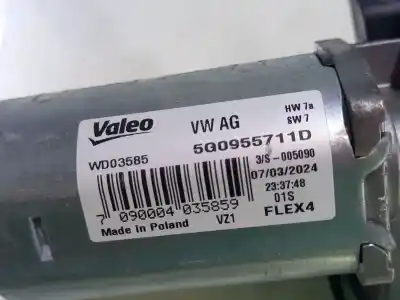 Valeo VW AG HW 7a
SW 7
5Q0955711D
WD03585 3/S -005090
07/03/2024
23:37:48
01S
7 090004 035859 FLEX4
Made in Poland VZ1